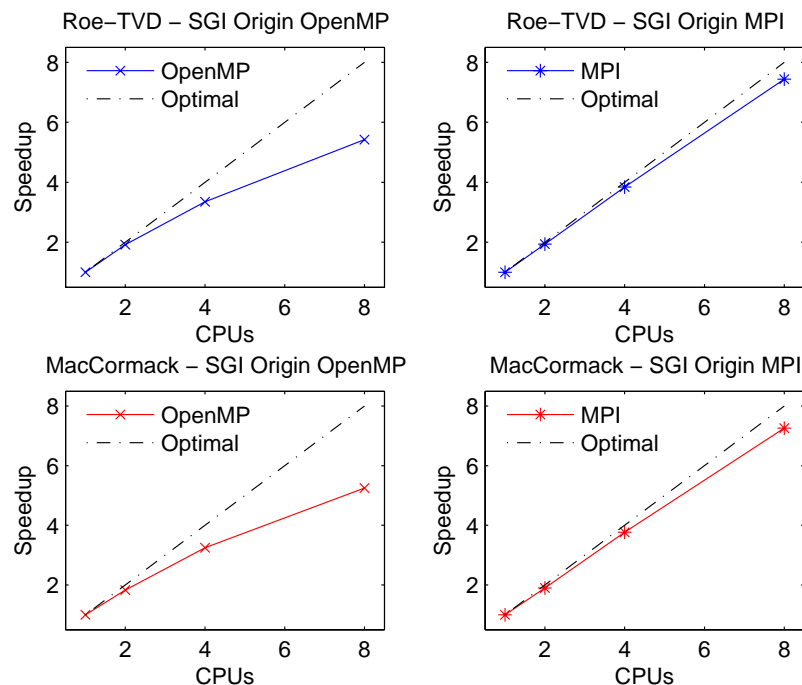 Roe−TVD − SGI Origin OpenMP
8
6
4
2
Speedup
OpenMP
Optimal
2
4
6
8
CPUs
Roe−TVD − SGI Origin MPI
8
6
4
2
Speedup
MPI
Optimal
2
4
6
8
CPUs
MacCormack − SGI Origin OpenMP
8
6
4
2
Speedup
OpenMP
Optimal
2
4
6
8
CPUs
MacCormack − SGI Origin MPI
8
6
4
2
Speedup
MPI
Optimal
2
4
6
8
CPUs